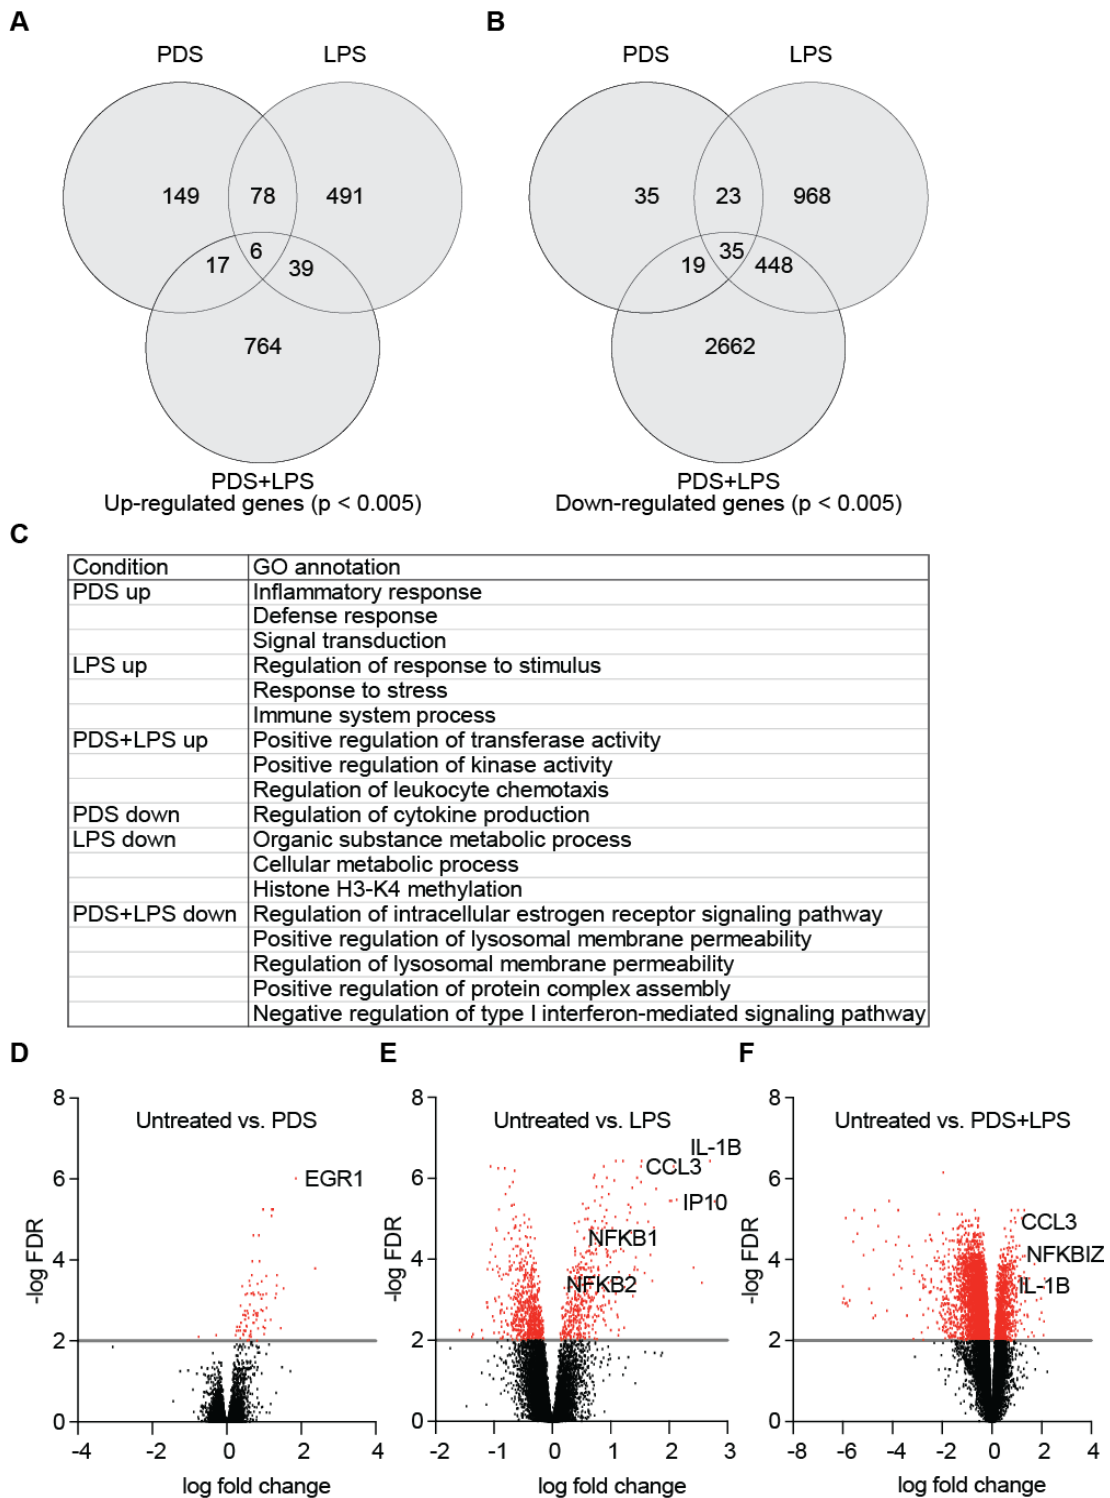 A
B
PDS
LPS
PDS
LPS
149
78
491
35
23
968
6
17
39
35
19
448
764
2662
PDS+LPS
Up-regulated genes (p < 0.005)
PDS+LPS
Down-regulated genes (p < 0.005)
C
Condition GO annotation
PDS up Inflammatory response
Defense response
Signal transduction
LPS up Regulation of response to stimulus
Response to stress
Immune system process
PDS+LPS up Positive regulation of transferase activity
Positive regulation of kinase activity
Regulation of leukocyte chemotaxis
PDS down Regulation of cytokine production
LPS down Organic substance metabolic process
Cellular metabolic process
Histone H3-K4 methylation
PDS+LPS down Regulation of intracellular estrogen receptor signaling pathway
Positive regulation of lysosomal membrane permeability
Regulation of lysosomal membrane permeability
Positive regulation of protein complex assembly
Negative regulation of type I interferon-mediated signaling pathway
D
Untreated vs. PDS
EGR1
8
6
4
2
0
-log FDR
-4 -2 0 2 4
log fold change
E
Untreated vs. LPS
IL-1B
CCL3
IP10
NFKB1
NFKB2
8
6
4
2
0
-log FDR
-2 -1 0 1 2 3
log fold change
F
Untreated vs. PDS+LPS
CCL3
NFKBIZ
IL-1B
8
6
4
2
0
-log FDR
-8 -6 -4 -2 0 2 4
log fold change